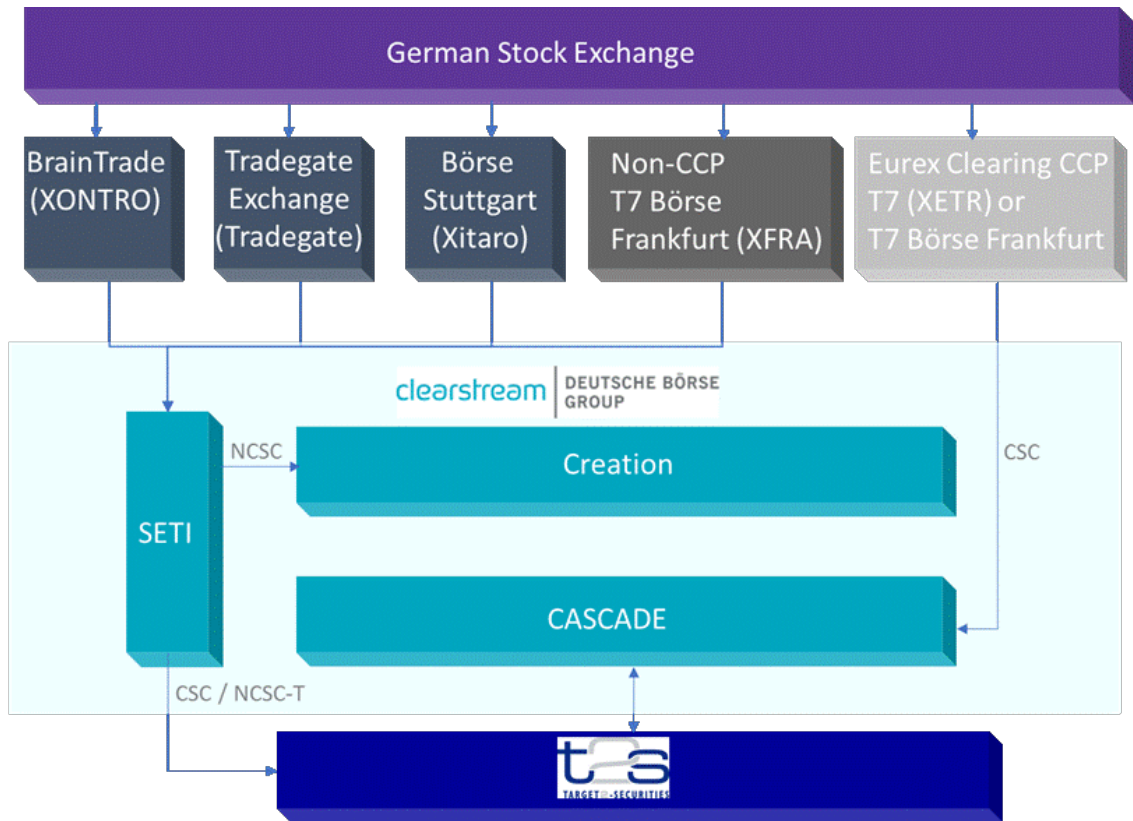 German Stock Exchange
BrainTrade
(XONTRO)
Tradegate
Exchange
(Tradegate)
Börse
Stuttgart
(Xitaro)
Non-CCP
T7 Börse
Frankfurt (XFRA)
Eurex Clearing CCP
T7 (XETR) or
T7 Börse Frankfurt
clearstream
DEUTSCHE BÖRSE
GROUP
NCSC
Creation
CSC
SETI
CASCADE
CSC / NCSC-T
t2s
TARGET2-SECURITIES